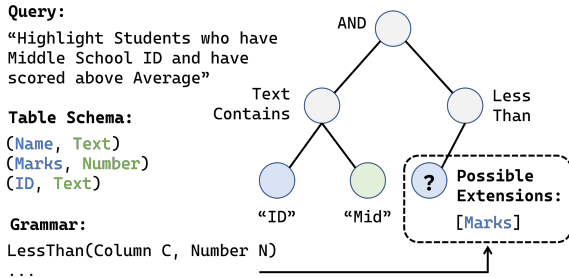 Query:
“Highlight Students who have
Middle School ID and have
scored above Average”
Table Schema:
(Name, Text)
(Marks, Number)
(ID, Text)
Grammar:
LessThan(Column C, Number N)
...
AND
Text
Contains
Less
Than
“ID”
“Mid”
?
Possible
Extensions:
[Marks]